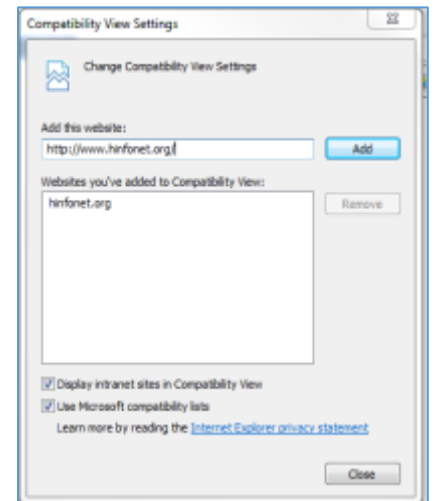 Compatibility View Settings
Change Compatibility View Settings
Add this website:
http://www.hinfonet.org/
Add
Websites you've added to Compatibility View:
hinfonet.org
Remove
Display intranet sites in Compatibility View
Use Microsoft compatibility lists
Learn more by reading the Internet Explorer privacy statement
Close